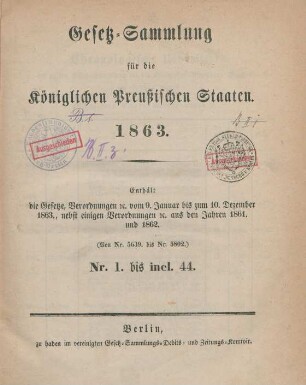 Gesetz-Sammlung
für die
Königlichen Preußischen Staaten.
1863.
Ausgeschieden
Enthält
die Gesetze, Verordnungen ꝛc. vom 9. Januar bis zum 10. Dezember
1863., nebst einigen Verordnungen ꝛc. aus den Jahren 1861.
und 1862.
(Von Nr. 5639. bis Nr. 5802.)
Nr. 1. bis incl. 44.
Berlin,
zu haben im vereinigten Gesetz-Sammlungs-Debits- und Zeitungs-Komtoir.